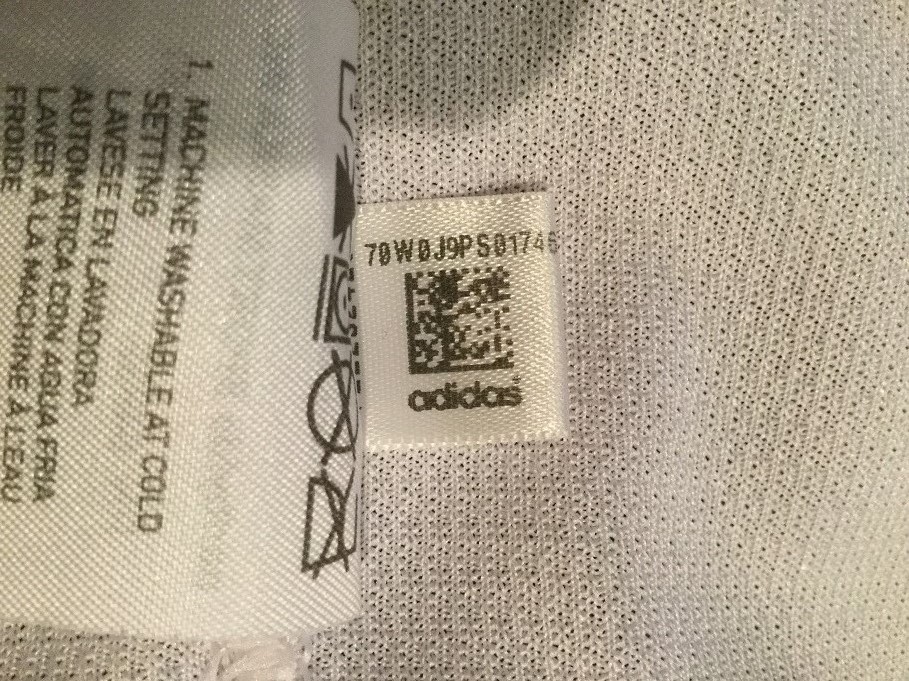 1. MACHINE WASHABLE AT COLD
SETTING
LAVESE EN LAVADORA
AUTOMATICA CON AGUA FRIA
LAVER À LA MACHINE À L'EAU
FROIDE
70W0J9PS01746
adidas